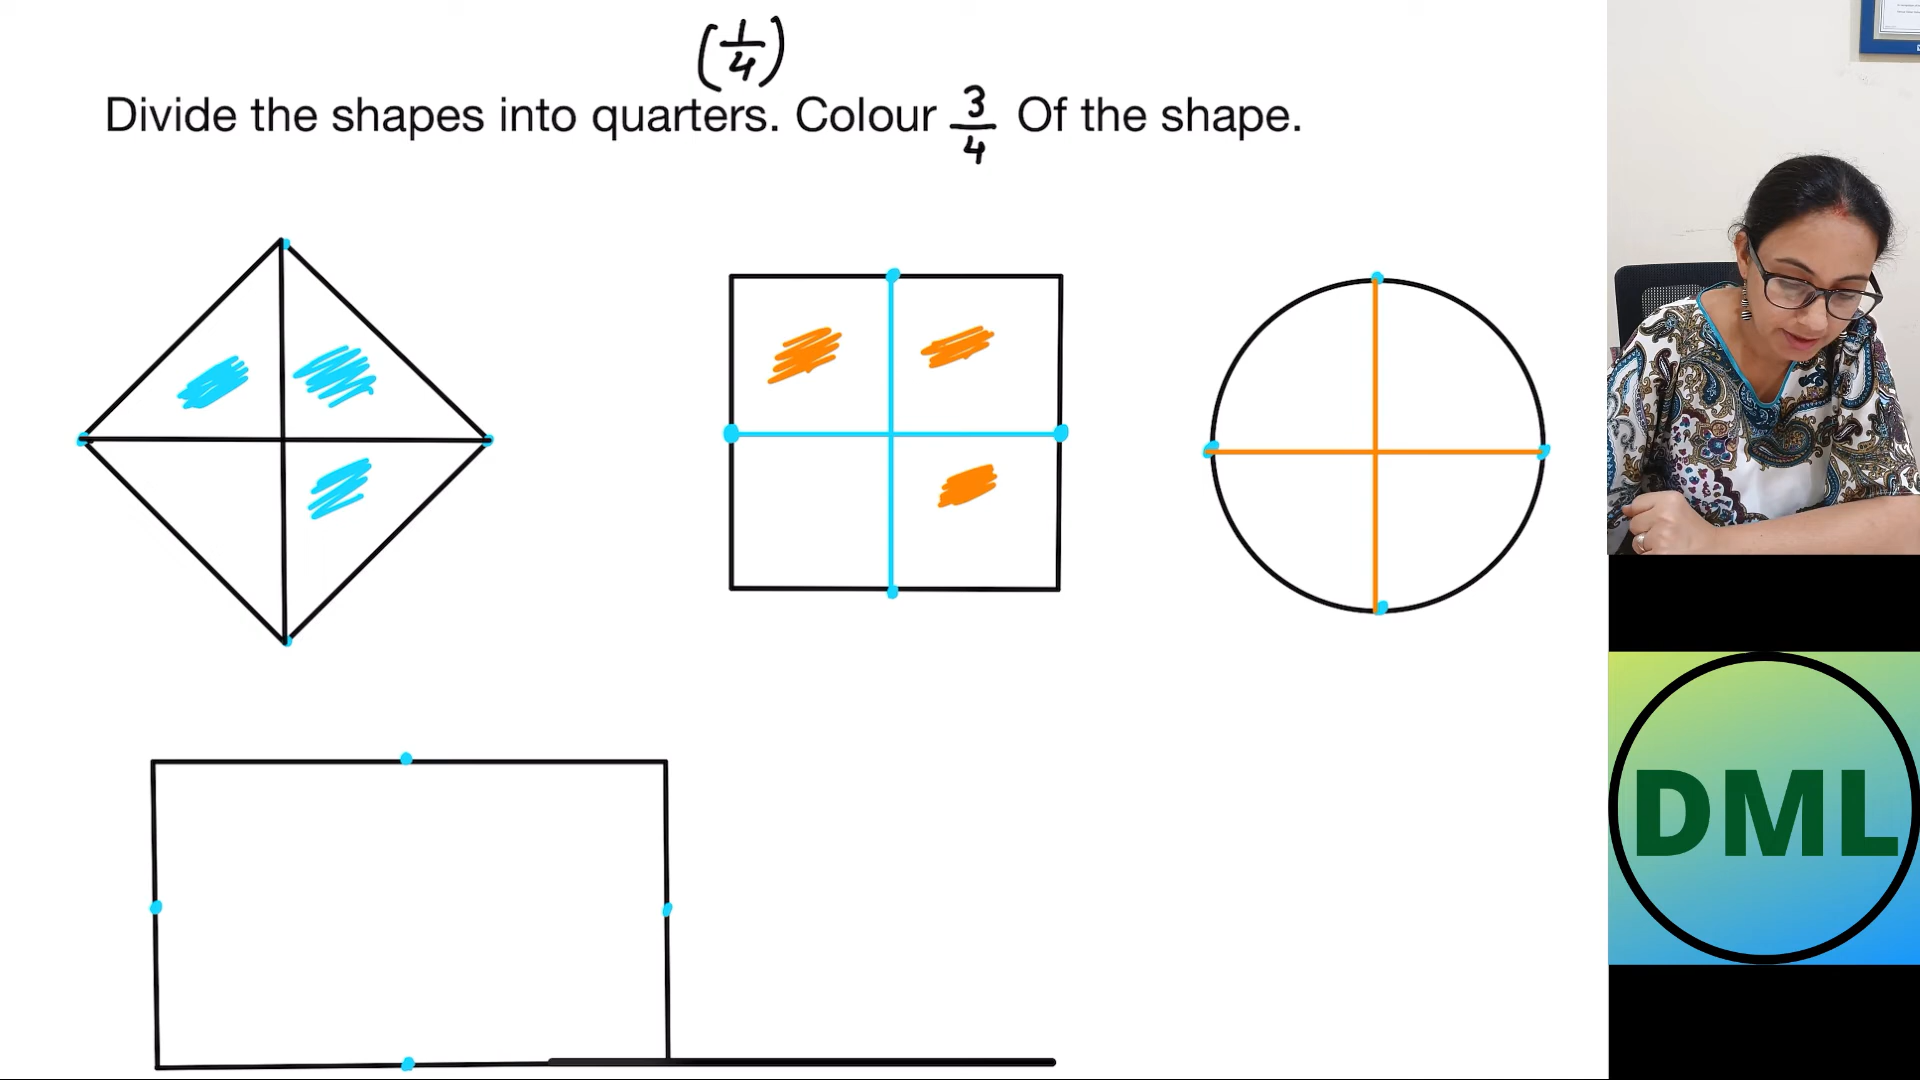 (1/4)
Divide the shapes into quarters. Colour 3/4 Of the shape.
DML